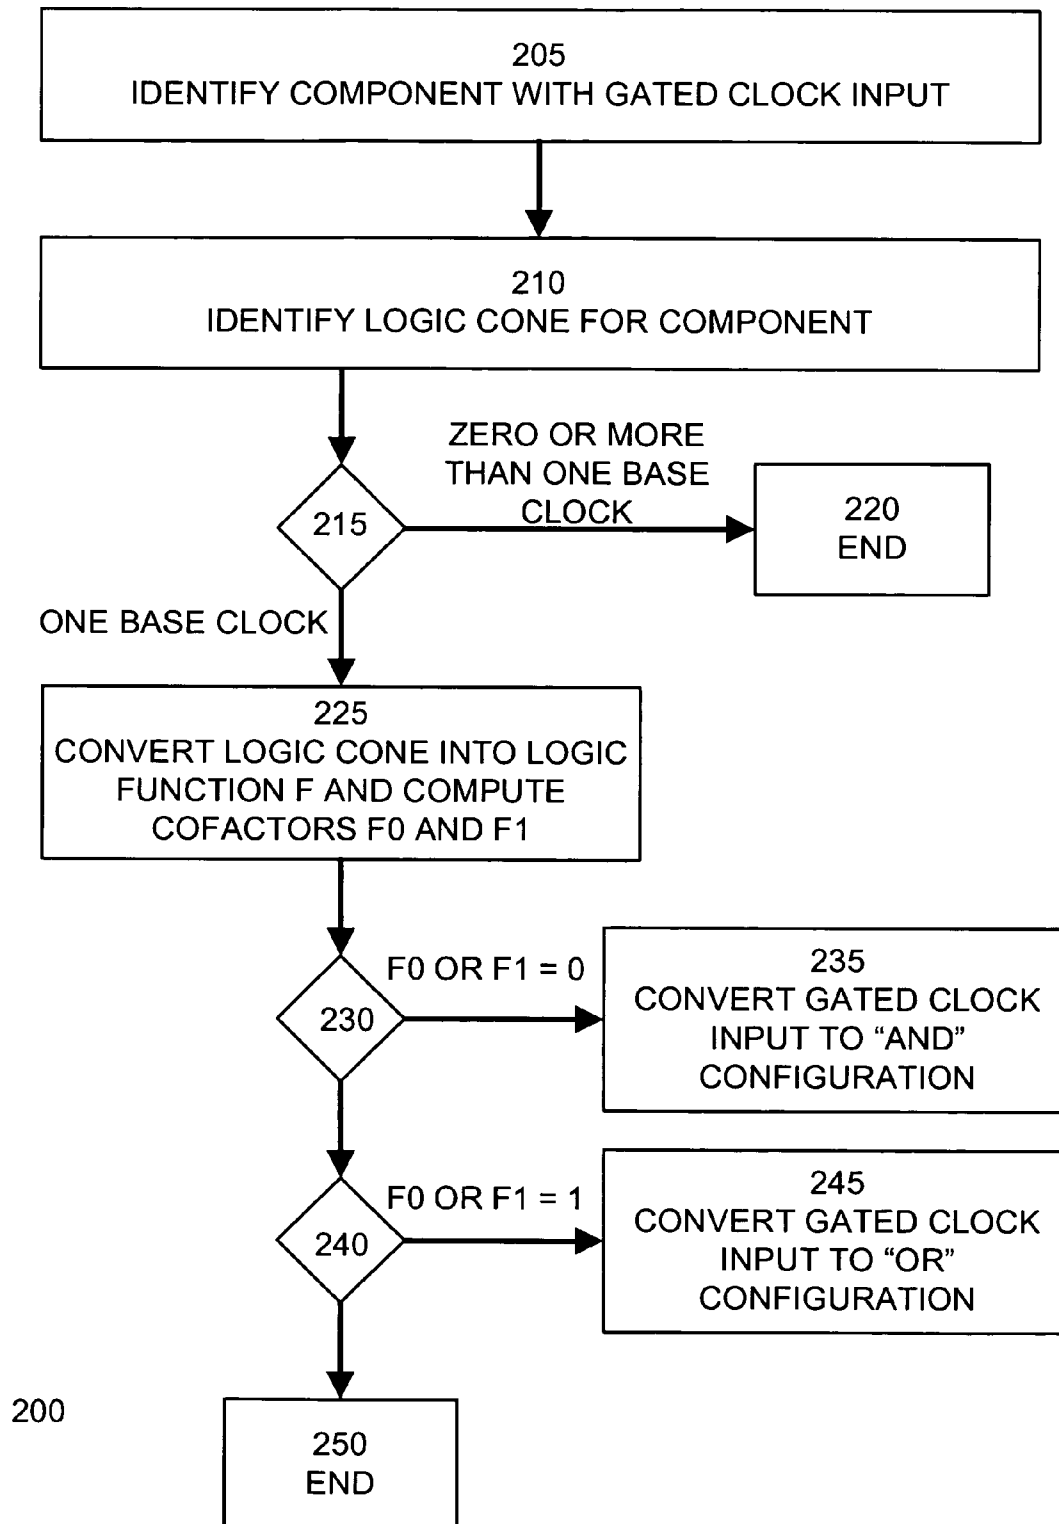 205
IDENTIFY COMPONENT WITH GATED CLOCK INPUT
210
IDENTIFY LOGIC CONE FOR COMPONENT
ZERO OR MORE
THAN ONE BASE
CLOCK
215
220
END
ONE BASE CLOCK
225
CONVERT LOGIC CONE INTO LOGIC
FUNCTION F AND COMPUTE
COFACTORS F0 AND F1
F0 OR F1 = 0
230
235
CONVERT GATED CLOCK
INPUT TO “AND”
CONFIGURATION
F0 OR F1 = 1
240
245
CONVERT GATED CLOCK
INPUT TO “OR”
CONFIGURATION
200
250
END